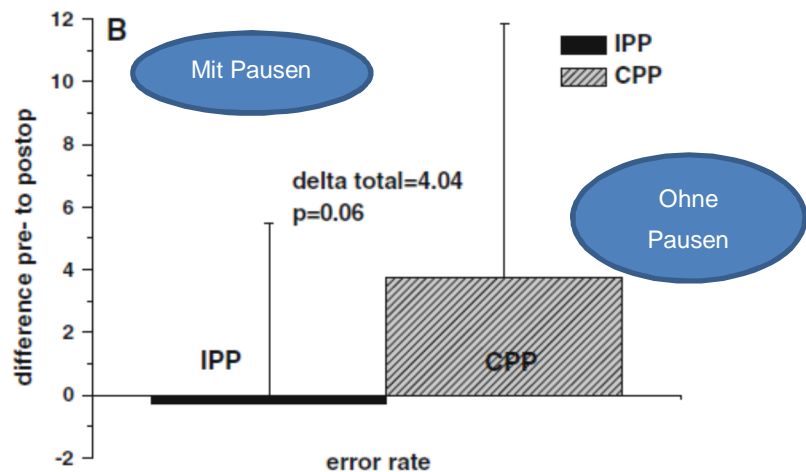 B
Mit Pausen
IPP
CPP
12
10
8
6
4
2
0
-2
difference pre- to postop
delta total=4.04
p=0.06
Ohne
Pausen
IPP
CPP
error rate